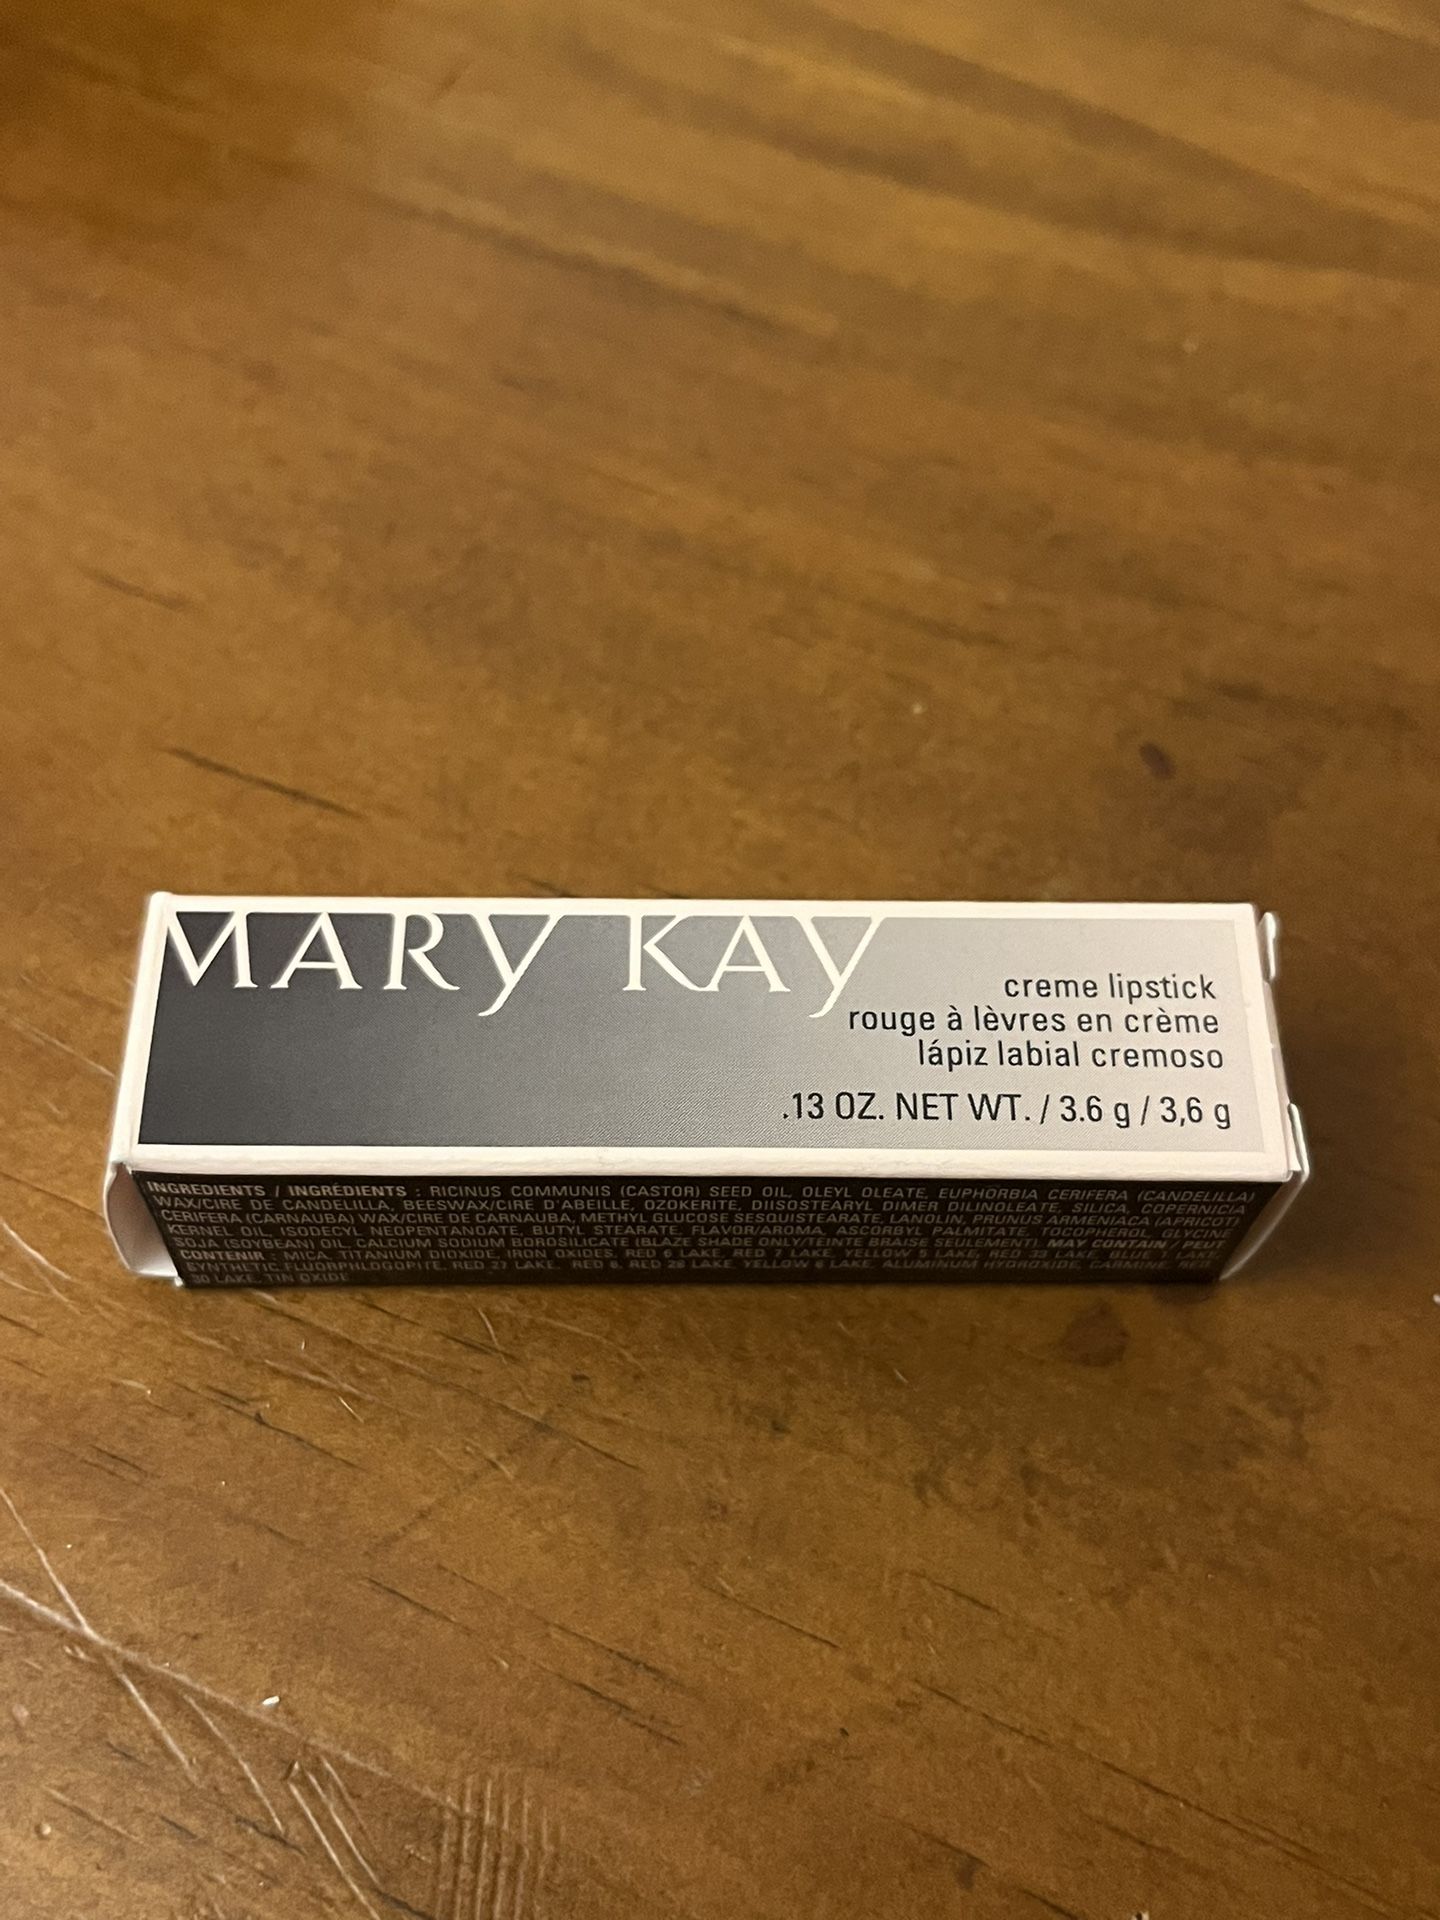 MARY KAY
creme lipstick
rouge à lèvres en crème
lápiz labial cremoso
.13 OZ. NET WT. / 3.6 g / 3,6 g
INGREDIENTS / INGRÉDIENTS : RICINUS COMMUNIS (CASTOR) SEED OIL, OLEYL OLEATE, EUPHORBIA CERIFERA (CANDELILLA)
WAX/CIRE DE CANDELILLA, BEESWAX/CIRE D'ABEILLE, OZOKERITE, DIISOSTEARYL DIMER DILINOLEATE, SILICA, COPERNICIA
CERIFERA (CARNAUBA) WAX/CIRE DE CARNAUBA, METHYL GLUCOSE SESQUISTEARATE, LANOLIN, PRUNUS ARMENIACA (APRICOT)
KERNEL OIL, ISODECYL NEOPENTANOATE, BUTYL STEARATE, FLAVOR/AROMA, ASCORBYL PALMITATE, TOCOPHEROL, GLYCINE
SOJA (SOYBEAN) OIL, CALCIUM SODIUM BOROSILICATE (BLAZE SHADE ONLY/TEINTE BRAISE SEULEMENT) MAY CONTAIN / PEUT
CONTENIR : MICA, TITANIUM DIOXIDE, IRON OXIDES, RED 6 LAKE, RED 7 LAKE, YELLOW 5 LAKE, RED 33 LAKE, BLUE 1 LAKE,
SYNTHETIC FLUORPHLOGOPITE, RED 27 LAKE, RED 6, RED 28 LAKE, YELLOW 6 LAKE, ALUMINUM HYDROXIDE, CARMINE, RED
30 LAKE, TIN OXIDE